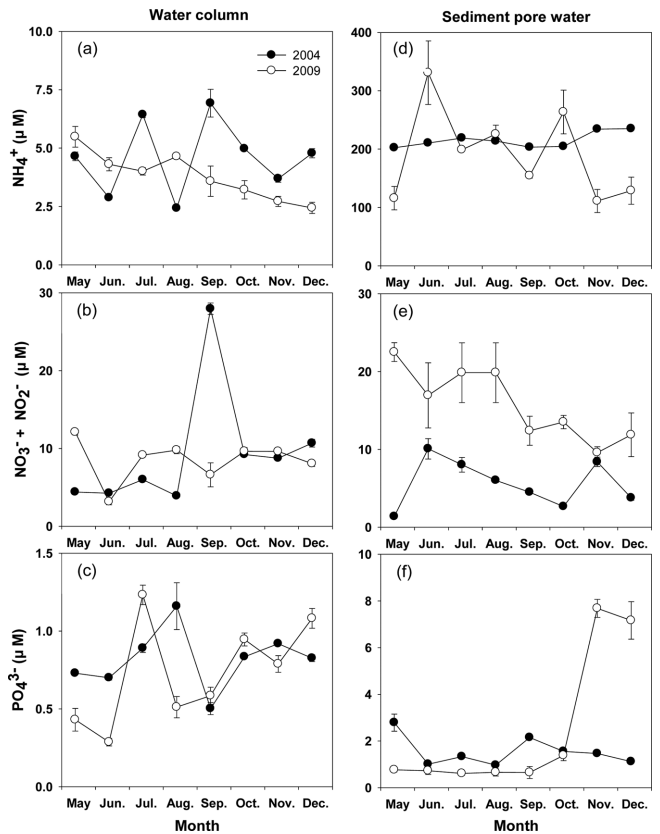 Water column
Sediment pore water
(a)
2004
2009
NH4+ (μ M)
10.0
7.5
5.0
2.5
0.0
May Jun. Jul. Aug. Sep. Oct. Nov. Dec.
(d)
400
300
200
100
0
May Jun. Jul. Aug. Sep. Oct. Nov. Dec.
(b)
NO3- + NO2- (μ M)
30
20
10
0
May Jun. Jul. Aug. Sep. Oct. Nov. Dec.
(e)
30
20
10
0
May Jun. Jul. Aug. Sep. Oct. Nov. Dec.
(c)
PO43- (μ M)
1.5
1.0
0.5
0.0
May Jun. Jul. Aug. Sep. Oct. Nov. Dec.
Month
(f)
8
6
4
2
0
May Jun. Jul. Aug. Sep. Oct. Nov. Dec.
Month